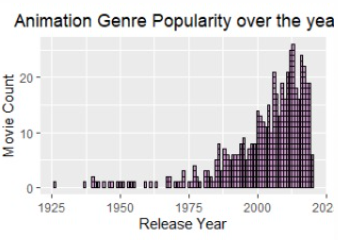 Animation Genre Popularity over the yea
Movie Count
20
10
0
1925 1950 1975 2000 202
Release Year